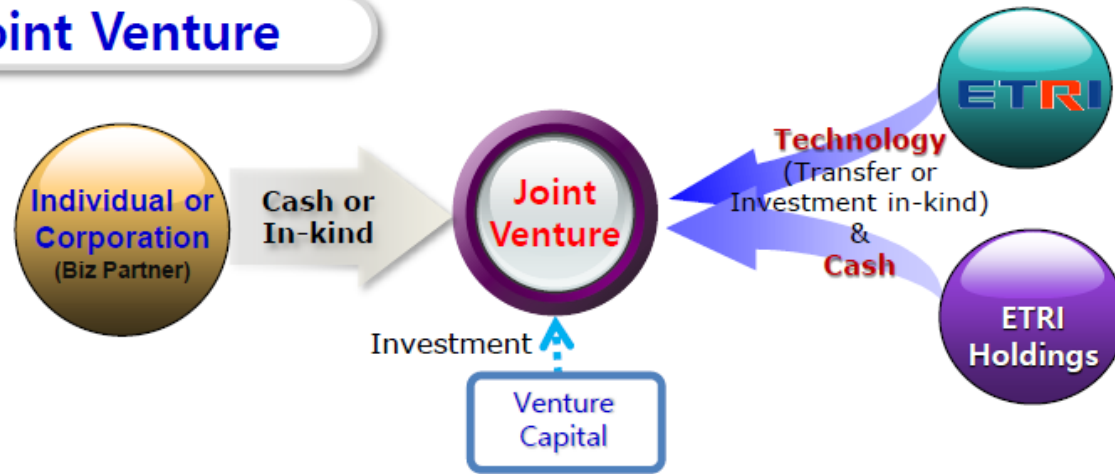 oint Venture
ETRI
Individual or
Corporation
(Biz Partner)
Cash or
In-kind
Joint
Venture
Technology
(Transfer or
Investment in-kind)
&
Cash
ETRI
Holdings
Investment
Venture
Capital